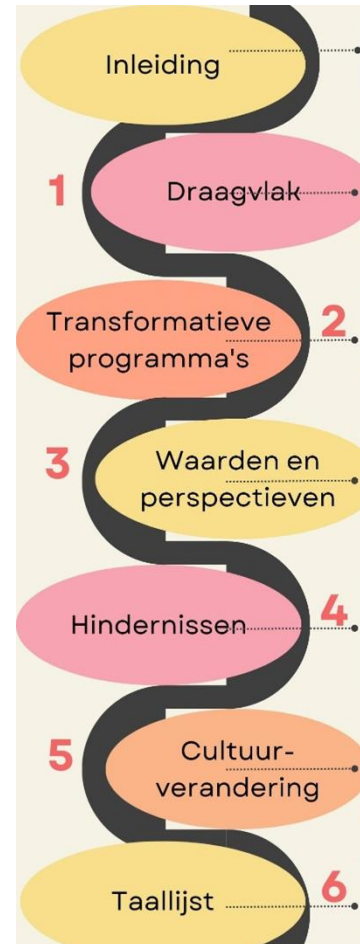 Inleiding
1
Draagvlak
Transformatieve
programma's
2
3
Waarden en
perspectieven
Hindernissen
4
5
Cultuur-
verandering
Taallijst
6